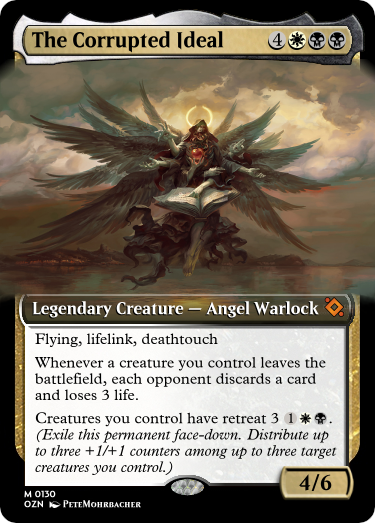 The Corrupted Ideal 4
Legendary Creature — Angel Warlock
Flying, lifelink, deathtouch
Whenever a creature you control leaves the
battlefield, each opponent discards a card
and loses 3 life.
Creatures you control have retreat 3 1.
(Exile this permanent face-down. Distribute up
to three +1/+1 counters among up to three target
creatures you control.)
4/6
M 0130
OZN PeteMohrbacher